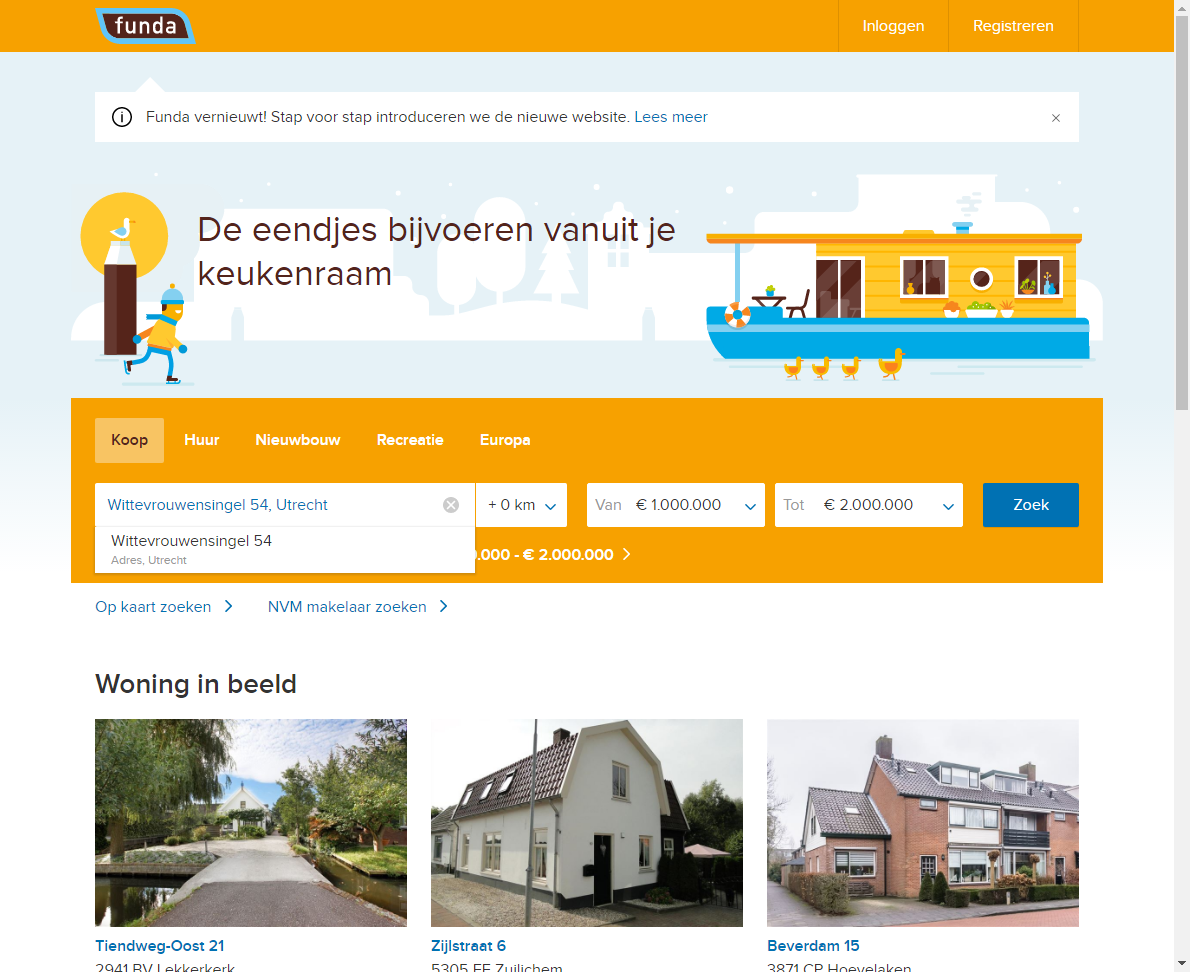 funda
Inloggen
Registreren
Funda vernieuwt! Stap voor stap introduceren we de nieuwe website. Lees meer
De eendjes bijvoeren vanuit je
keukenraam
Koop Huur Nieuwbouw Recreatie Europa
Wittevrouwensingel 54, Utrecht
+ 0 km
Van € 1.000.000
Tot € 2.000.000
Zoek
Wittevrouwensingel 54
Adres, Utrecht
.000 - € 2.000.000
Op kaart zoeken
NVM makelaar zoeken
Woning in beeld
Tiendweg-Oost 21
Zijlstraat 6
Beverdam 15
2941 BV Lekkerkerk
5305 EE Zuilichem
3871 CP Hoevelaken